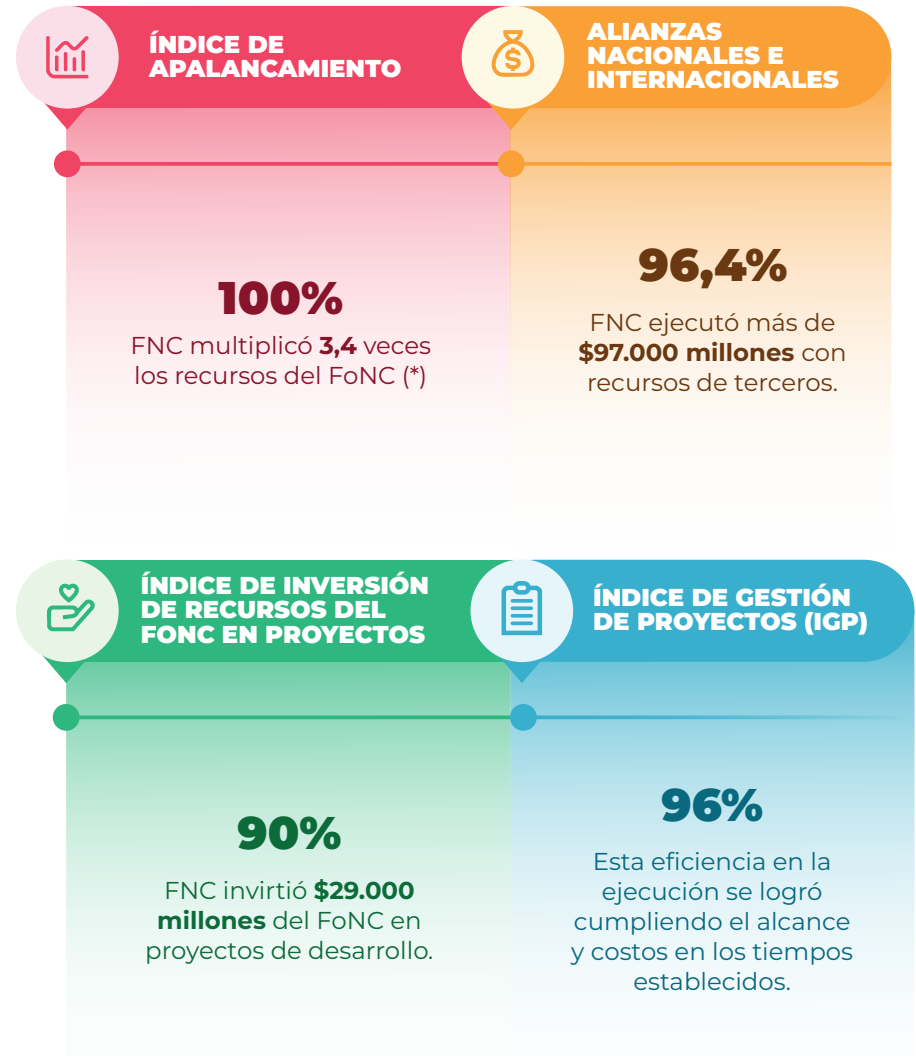 ÍNDICE DE
APALANCAMIENTO
100%
FNC multiplicó 3,4 veces
los recursos del FoNC (*)
ALIANZAS
NACIONALES E
INTERNACIONALES
96,4%
FNC ejecutó más de
$97.000 millones con
recursos de terceros.
ÍNDICE DE INVERSIÓN
DE RECURSOS DEL
FONC EN PROYECTOS
90%
FNC invirtió $29.000
millones del FoNC en
proyectos de desarrollo.
ÍNDICE DE GESTIÓN
DE PROYECTOS (IGP)
96%
Esta eficiencia en la
ejecución se logró
cumpliendo el alcance
y costos en los tiempos
establecidos.